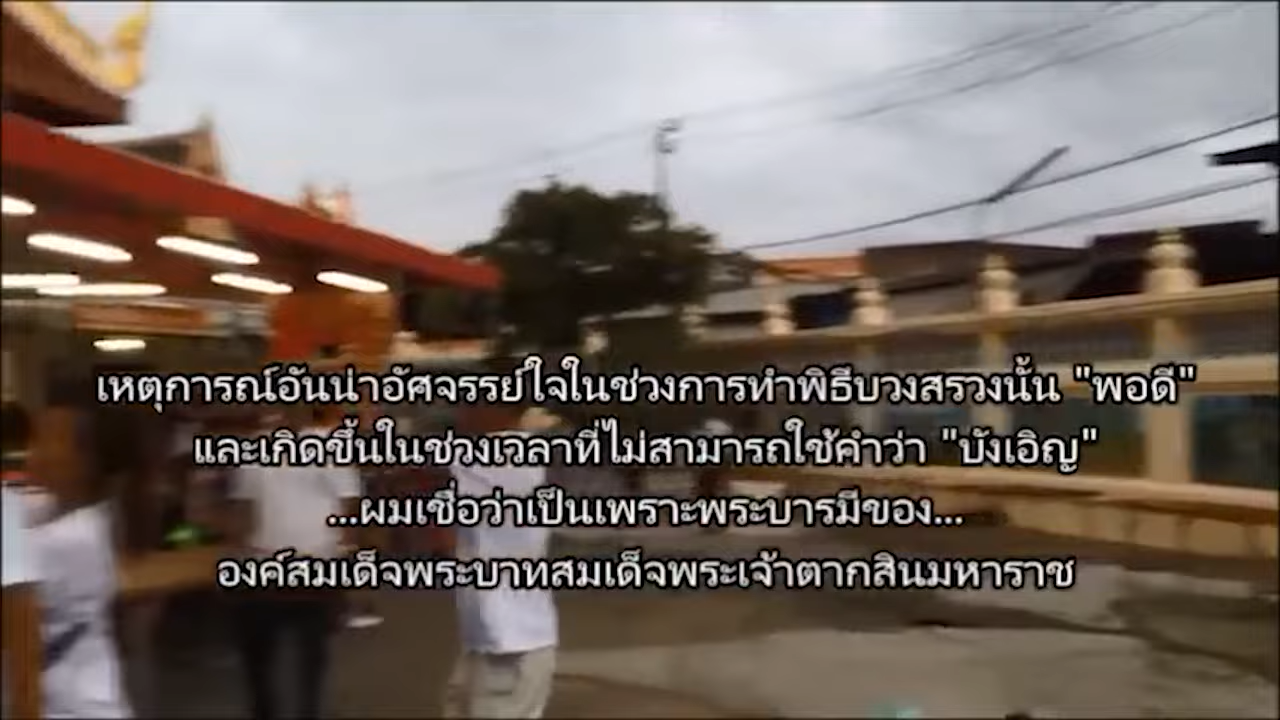 เหตุการณ์อันน่าอัศจรรย์ใจในช่วงการทำพิธีบวงสรวงนั้น "พอดี"
และเกิดขึ้นในช่วงเวลาที่ไม่สามารถใช้คำว่า "บังเอิญ"
...ผมเชื่อว่าเป็นเพราะพระบารมีของ...
องค์สมเด็จพระบาทสมเด็จพระเจ้าตากสินมหาราช